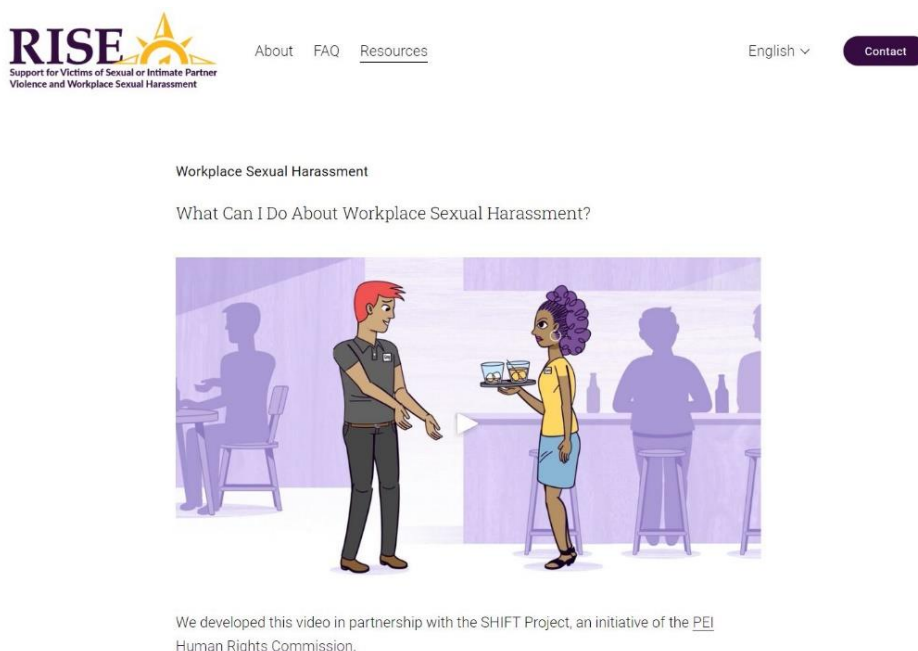 RISE
Support for Victims of Sexual or Intimate Partner
Violence and Workplace Sexual Harassment
About FAQ Resources
English
Contact
Workplace Sexual Harassment
What Can I Do About Workplace Sexual Harassment?
We developed this video in partnership with the SHIFT Project, an initiative of the PEI
Human Rights Commission.